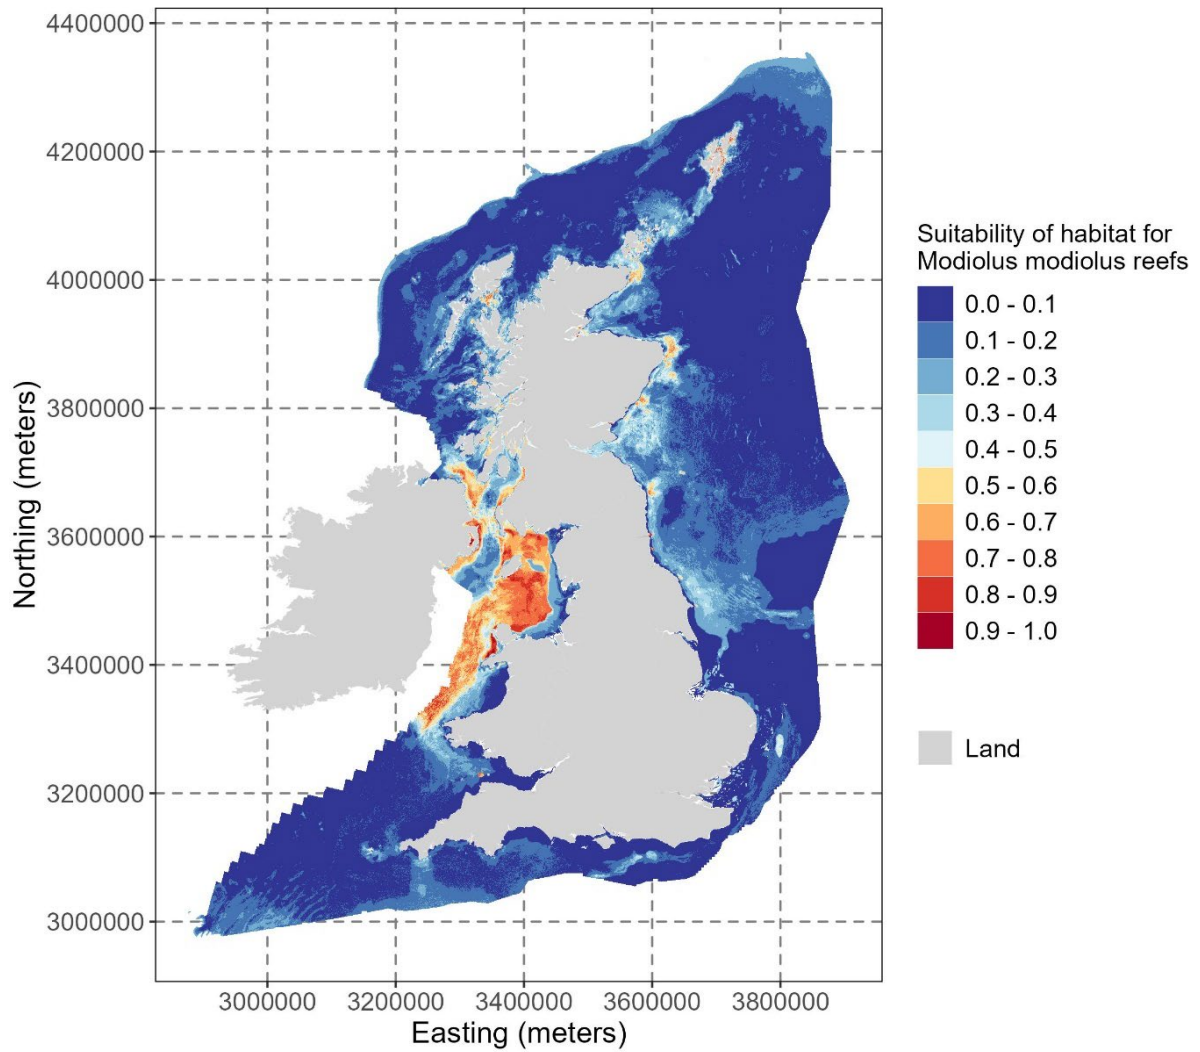 4400000
4200000
4000000
3800000
3600000
3400000
3200000
3000000
Northing (meters)
3000000 3200000 3400000 3600000 3800000
Easting (meters)
Suitability of habitat for
Modiolus modiolus reefs
0.0 - 0.1
0.1 - 0.2
0.2 - 0.3
0.3 - 0.4
0.4 - 0.5
0.5 - 0.6
0.6 - 0.7
0.7 - 0.8
0.8 - 0.9
0.9 - 1.0
Land